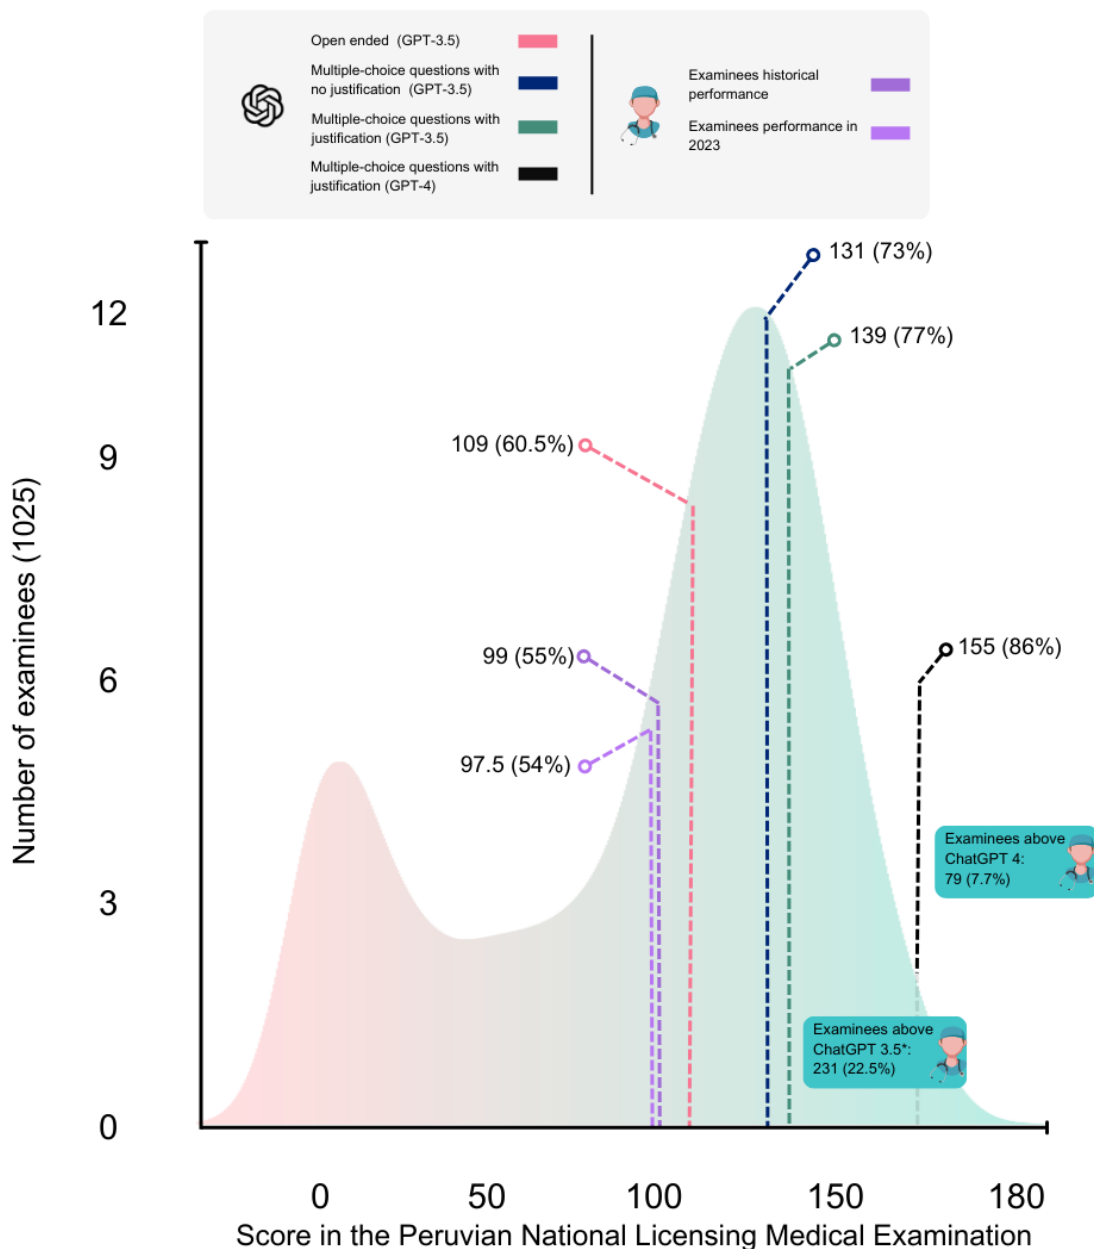 Open ended  (GPT-3.5)
Multiple-choice questions with
no justification  (GPT-3.5)
Multiple-choice questions with
justification (GPT-3.5)
Multiple-choice questions with
justification (GPT-4)
Examinees historical
performance
Examinees performance in
2023
131 (73%)
139 (77%)
109 (60.5%)
99 (55%)
97.5 (54%)
155 (86%)
Examinees above
ChatGPT 4:
79 (7.7%)
Examinees above
ChatGPT 3.5*:
231 (22.5%)
Number of examinees (1025)
12
9
6
3
0
0 50 100 150 180
Score in the Peruvian National Licensing Medical Examination